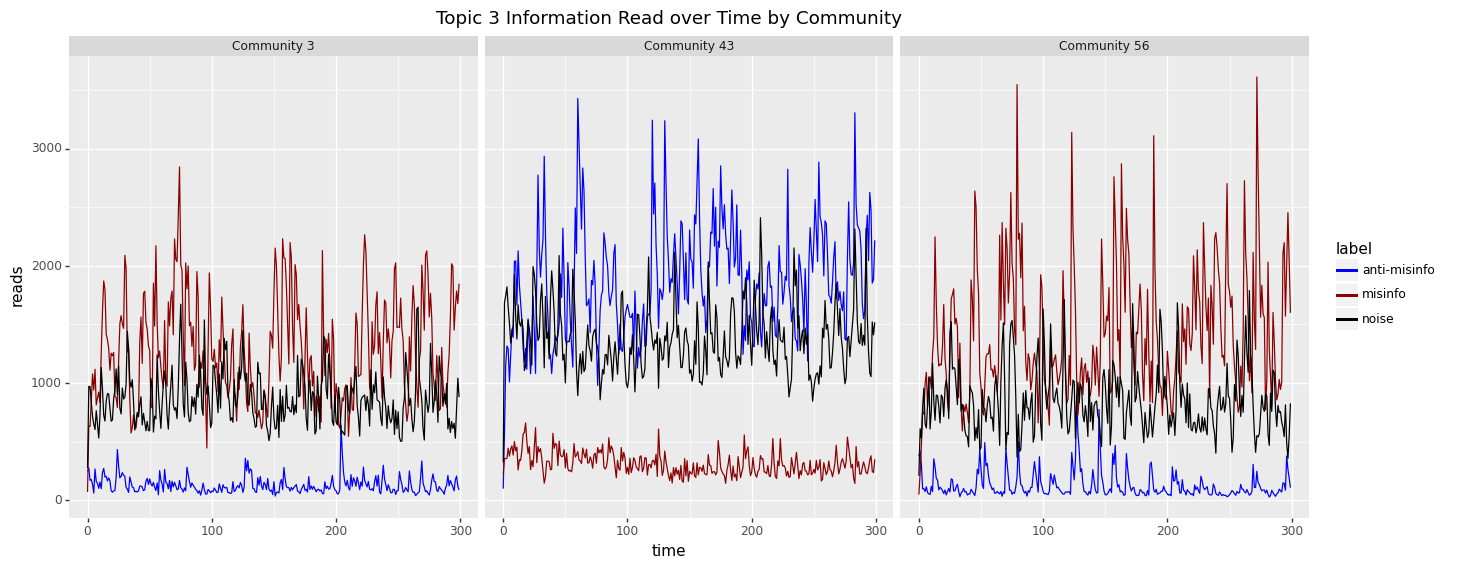 Topic 3 Information Read over Time by Community
Community 3
Community 43
Community 56
reads
3000
2000
1000
0
0 100 200 300
0 100 200 300
0 100 200 300
time
label
anti-misinfo
misinfo
noise